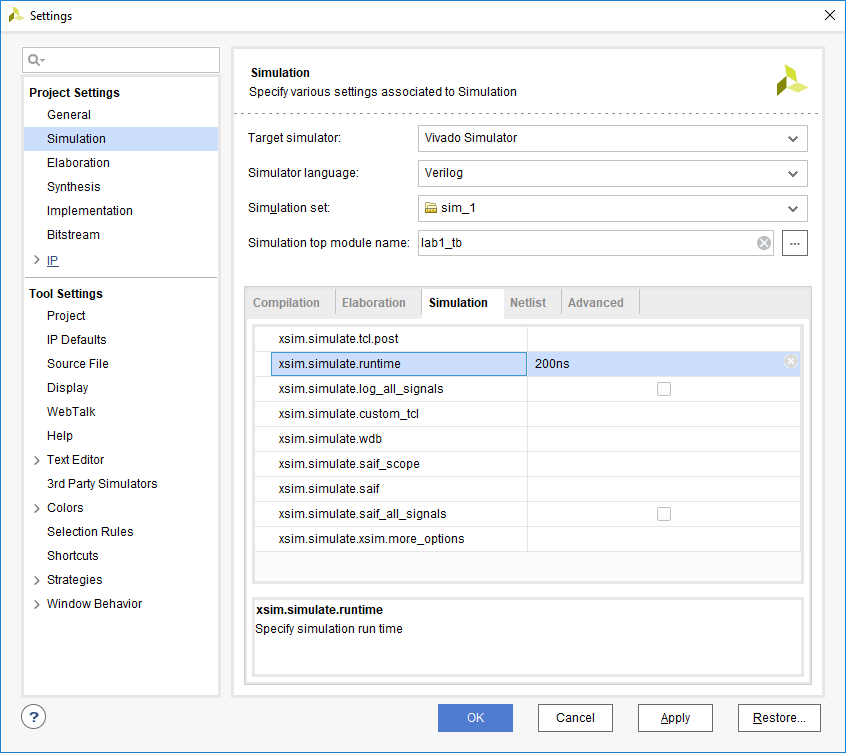 Settings
Project Settings
General
Simulation
Elaboration
Synthesis
Implementation
Bitstream
IP
Tool Settings
Project
IP Defaults
Source File
Display
WebTalk
Help
Text Editor
3rd Party Simulators
Colors
Selection Rules
Shortcuts
Strategies
Window Behavior
Simulation
Specify various settings associated to Simulation
Target simulator: Vivado Simulator
Simulator language: Verilog
Simulation set: sim_1
Simulation top module name: lab1_tb ...
Compilation Elaboration Simulation Netlist Advanced
xsim.simulate.tcl.post
xsim.simulate.runtime 200ns
xsim.simulate.log_all_signals
xsim.simulate.custom_tcl
xsim.simulate.wdb
xsim.simulate.saif_scope
xsim.simulate.saif
xsim.simulate.saif_all_signals
xsim.simulate.xsim.more_options
xsim.simulate.runtime
Specify simulation run time
? OK Cancel Apply Restore...